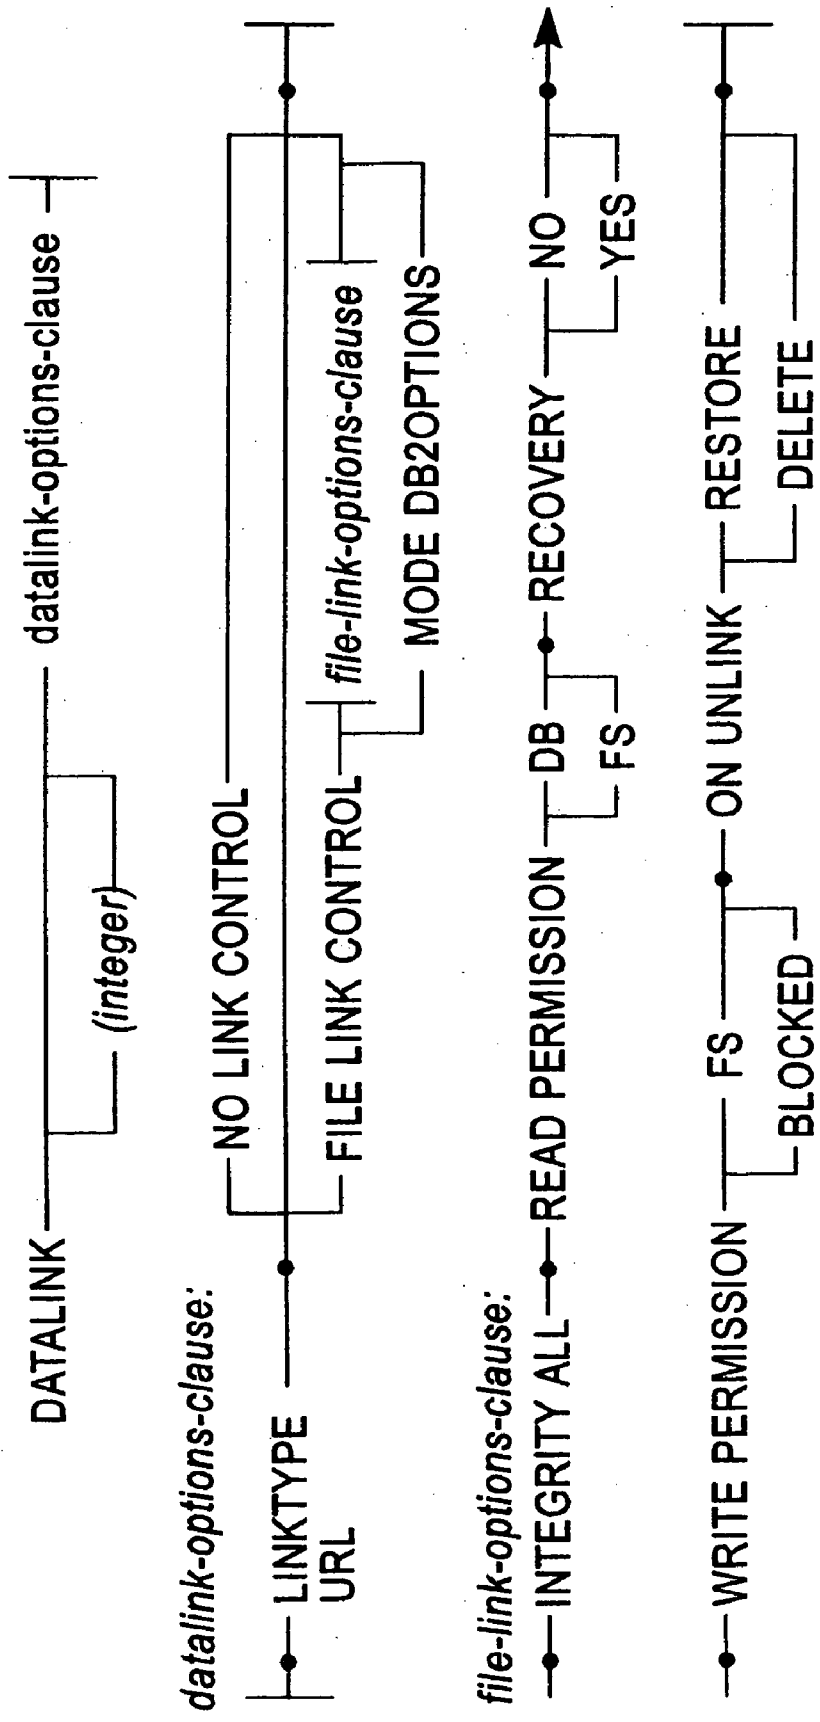 DATALINK (integer) datalink-options-clause
datalink-options-clause:
NO LINK CONTROL
LINKTYPE
URL
FILE LINK CONTROL file-link-options-clause
MODE DB2OPTIONS
file-link-options-clause:
INTEGRITY ALL READ PERMISSION DB RECOVERY NO
FS YES
WRITE PERMISSION FS ON UNLINK RESTORE
BLOCKED DELETE